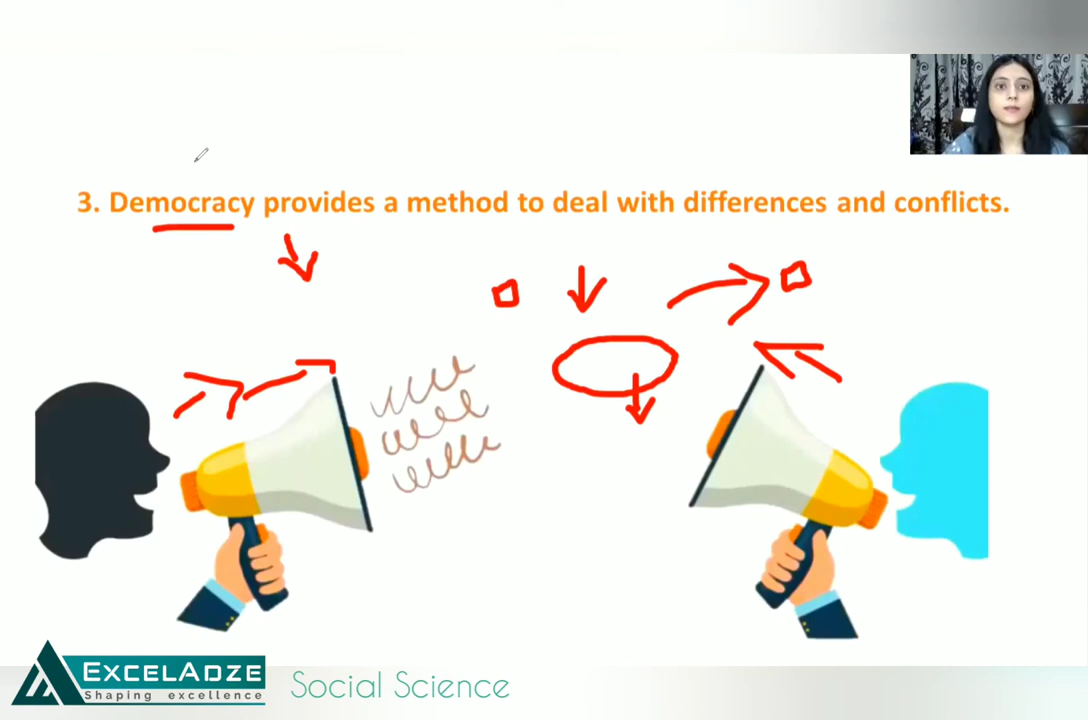 3. Democracy provides a method to deal with differences and conflicts.
EXCELADZE
Shaping excellence
Social Science